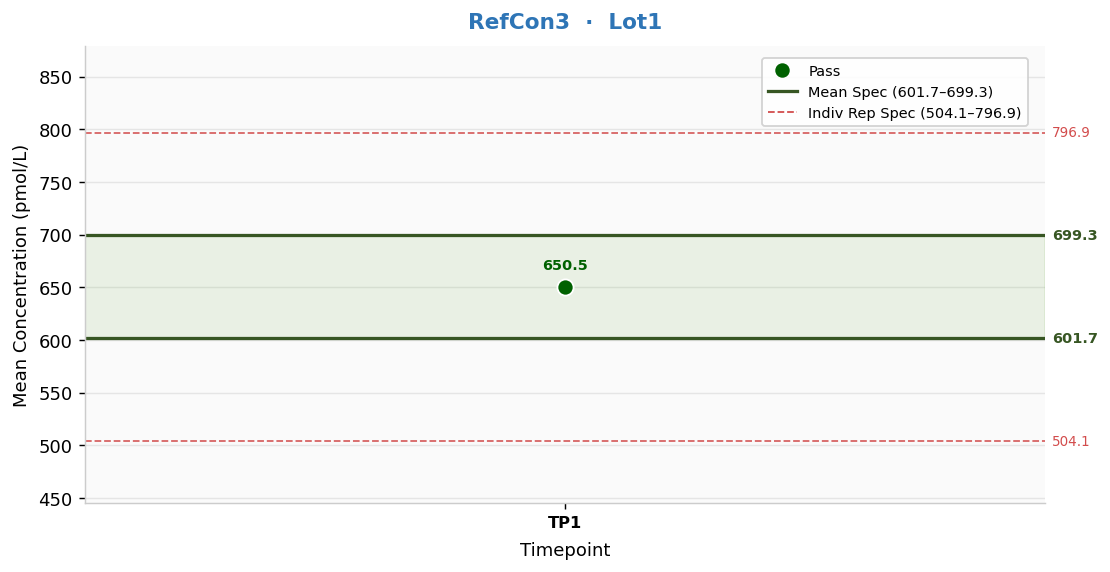 RefCon3 · Lot1
Pass
Mean Spec (601.7–699.3)
Indiv Rep Spec (504.1–796.9)
Mean Concentration (pmol/L)
850
800
750
700
650
600
550
500
450
796.9
699.3
650.5
601.7
504.1
TP1
Timepoint